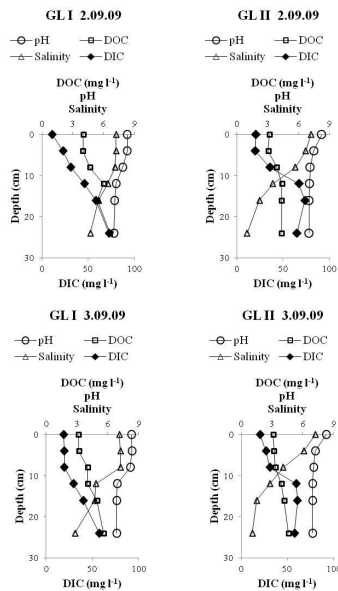 GL I 2.09.09
pH DOC
Salinity DIC
DOC (mg l-1)
pH
Salinity
0 3 6 9
0
10
20
30
Depth (cm)
0 50 100
DIC (mg l-1)
GL II 2.09.09
pH DOC
Salinity DIC
DOC (mg l-1)
pH
Salinity
0 3 6 9
0
10
20
30
Depth (cm)
0 50 100
DIC (mg l-1)
GL I 3.09.09
pH DOC
Salinity DIC
DOC (mg l-1)
pH
Salinity
0 3 6 9
0
10
20
30
Depth (cm)
0 50 100
DIC (mg l-1)
GL II 3.09.09
pH DOC
Salinity DIC
DOC (mg l-1)
pH
Salinity
0 3 6 9
0
10
20
30
Depth (cm)
0 50 100
DIC (mg l-1)